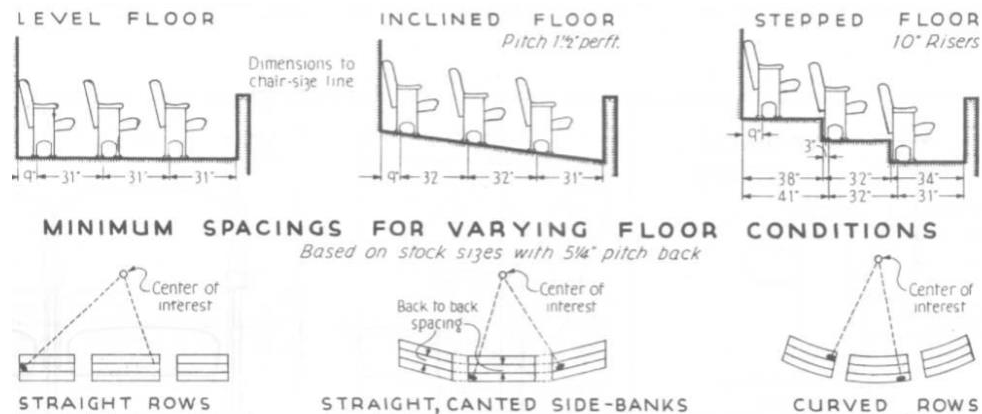 LEVEL FLOOR
INCLINED FLOOR
Pitch 1½" per ft.
STEPPED FLOOR
10" Risers
Dimensions to
chair-size line
9" 31" 31" 31"
9" 32 32" 31"
9"
3"
38" 32" 34"
41" 32" 31"
MINIMUM SPACINGS FOR VARYING FLOOR CONDITIONS
Based on stock sizes with 5¼" pitch back
Center of
interest
Back to back
spacing
Center of
interest
Center of
interest
STRAIGHT ROWS
STRAIGHT, CANTED SIDE-BANKS
CURVED ROWS